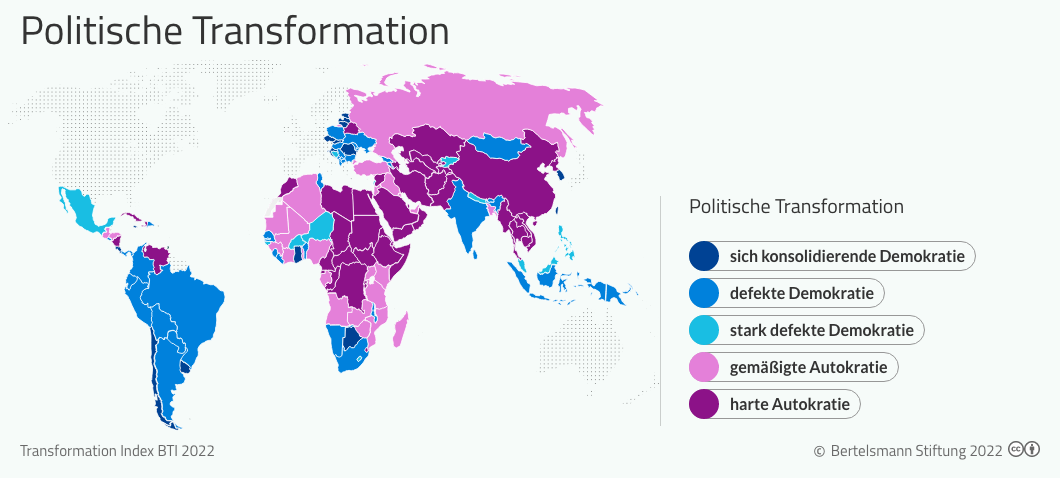 Politische Transformation
Politische Transformation
sich konsolidierende Demokratie
defekte Demokratie
stark defekte Demokratie
gemäßigte Autokratie
harte Autokratie
Transformation Index BTI 2022
© Bertelsmann Stiftung 2022 cc